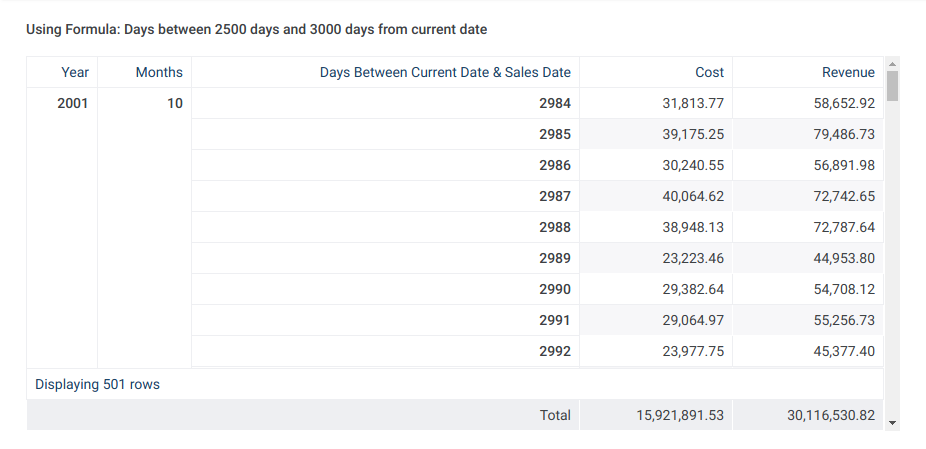 Using Formula: Days between 2500 days and 3000 days from current date
Year Months Days Between Current Date & Sales Date Cost Revenue
2001 10 2984 31,813.77 58,652.92
2985 39,175.25 79,486.73
2986 30,240.55 56,891.98
2987 40,064.62 72,742.65
2988 38,948.13 72,787.64
2989 23,223.46 44,953.80
2990 29,382.64 54,708.12
2991 29,064.97 55,256.73
2992 23,977.75 45,377.40
Displaying 501 rows
Total 15,921,891.53 30,116,530.82